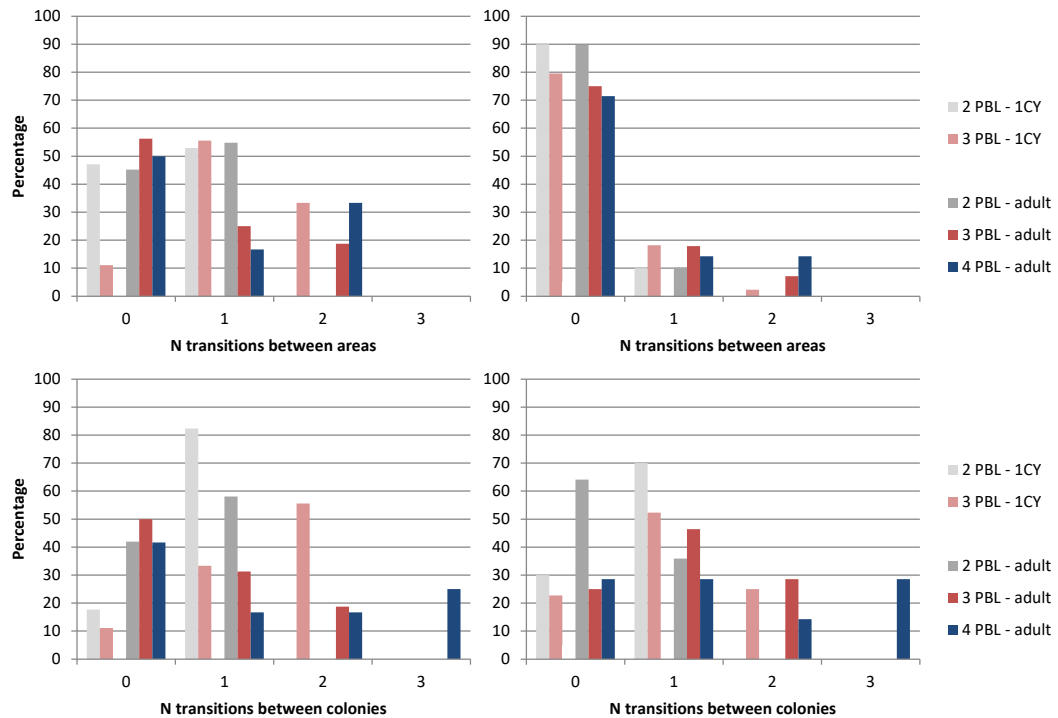 100
90
80
70
60
50
40
30
20
10
0
Percentage
0 1 2 3
N transitions between areas
100
90
80
70
60
50
40
30
20
10
0
0 1 2 3
N transitions between areas
2 PBL - 1CY
3 PBL - 1CY
2 PBL - adult
3 PBL - adult
4 PBL - adult
100
90
80
70
60
50
40
30
20
10
0
Percentage
0 1 2 3
N transitions between colonies
100
90
80
70
60
50
40
30
20
10
0
0 1 2 3
N transitions between colonies
2 PBL - 1CY
3 PBL - 1CY
2 PBL - adult
3 PBL - adult
4 PBL - adult